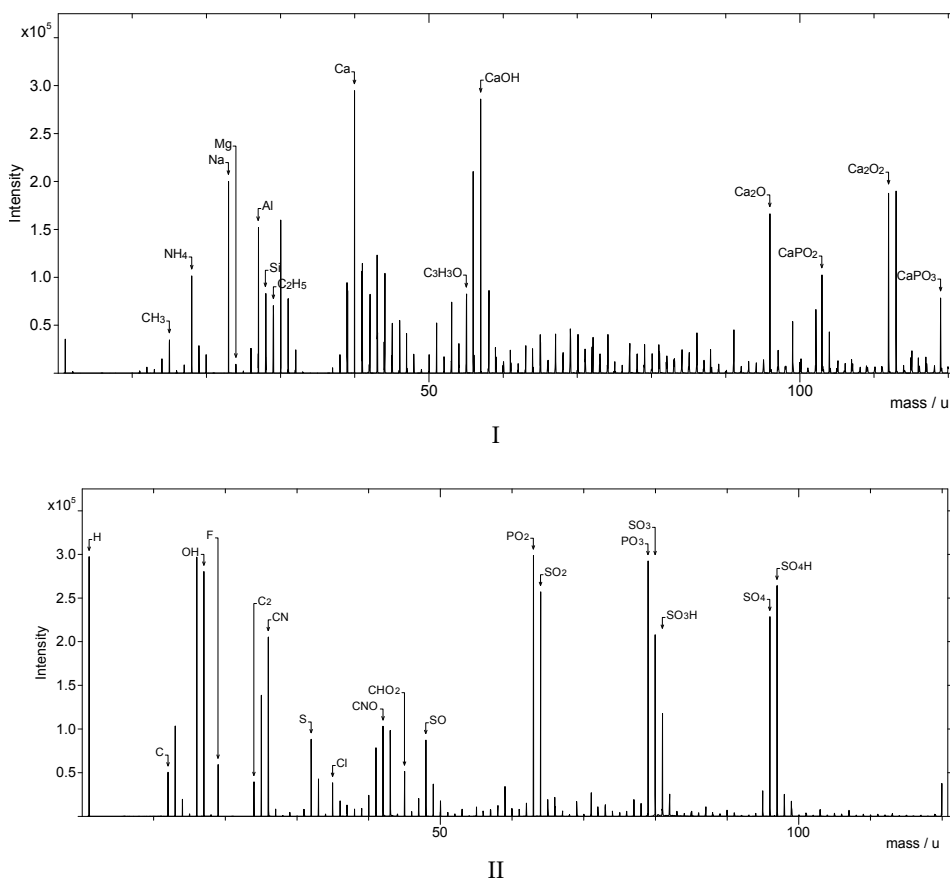 x10⁵
Ca
CaOH
3.0
Mg
2.5
Na
Ca₂O₂
Intensity
2.0
Al
Ca₂O
1.5
NH₄
Si
C₃H₃O
CaPO₂
C₂H₅
CaPO₃
1.0
CH₃
0.5
50
100
mass / u
I
x10⁵
H
F
SO₃
OH
PO₂
PO₃
3.0
SO₂
SO₄H
2.5
C₂
SO₄
CN
SO₃H
Intensity
2.0
CHO₂
1.5
S
CNO
SO
1.0
C
Cl
0.5
50
100
mass / u
II